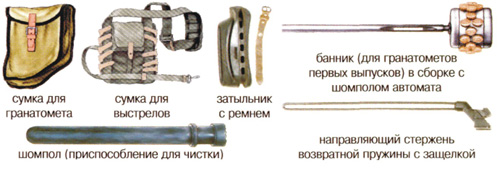 сумка для
гранатомета
сумка для
выстрелов
затыльник
с ремнем
банник (для гранатометов
первых выпусков) в сборке с
шомполом автомата
шомпол (приспособление для чистки)
направляющий стержень
возвратной пружины с защелкой